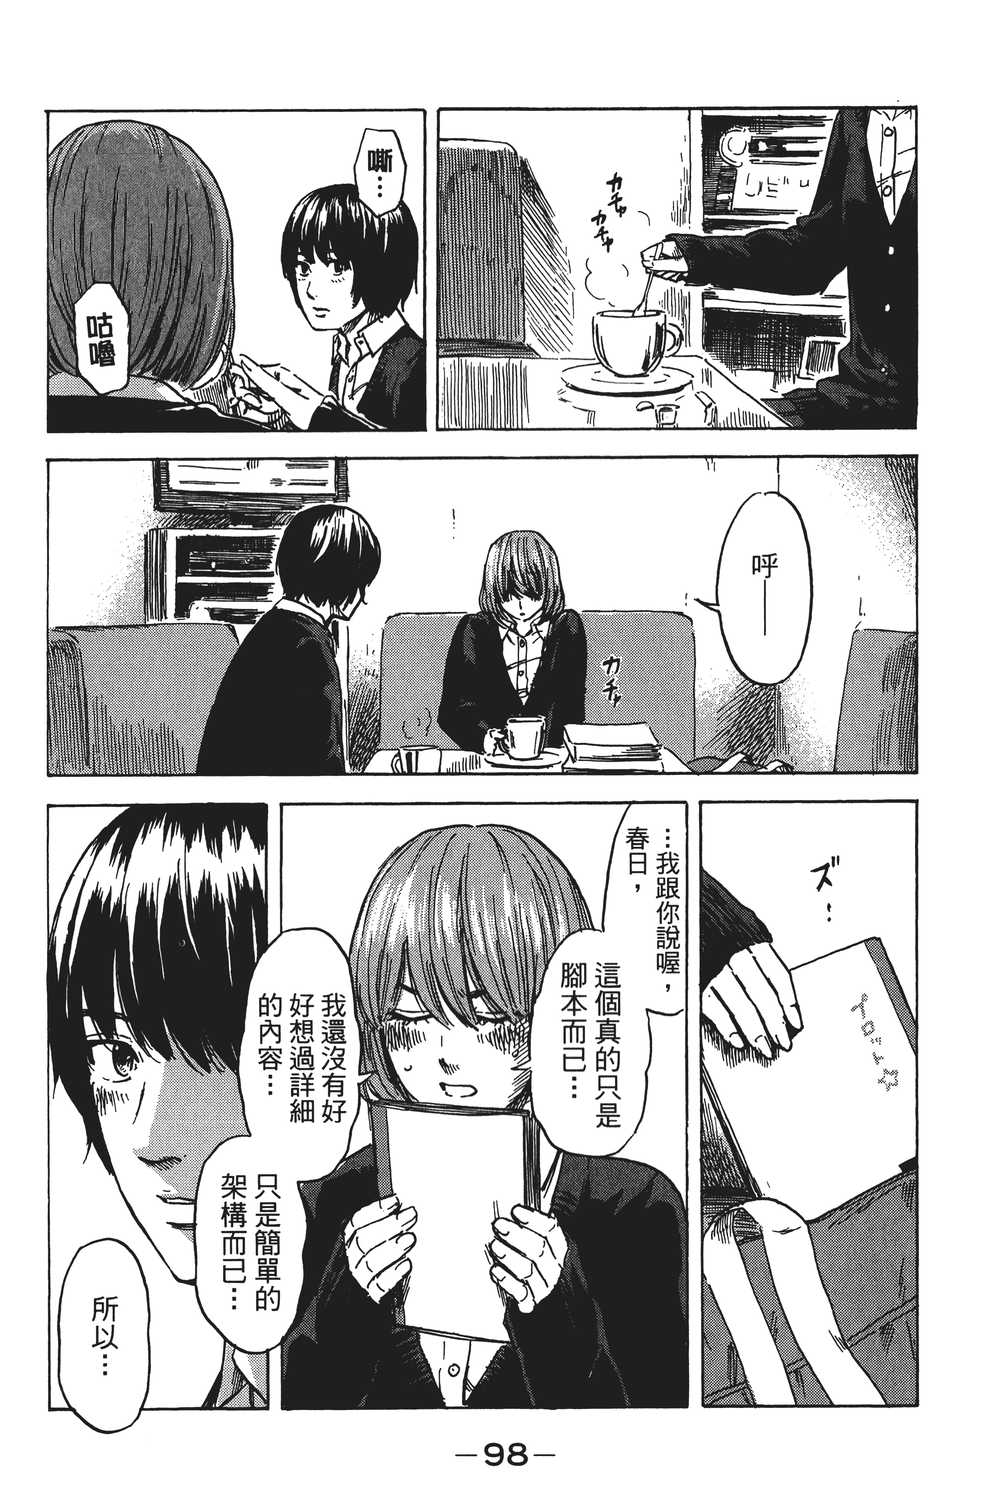 カチャ
カチャ
嘶…
咕嚕
呼——
カチャ
ズ…
プロット☆
…我跟你說喔，
春日，
這個真的只是
腳本而已…
我還沒有好
好想過詳細
的內容…
只是簡單的
架構而已…
所以…
—98—